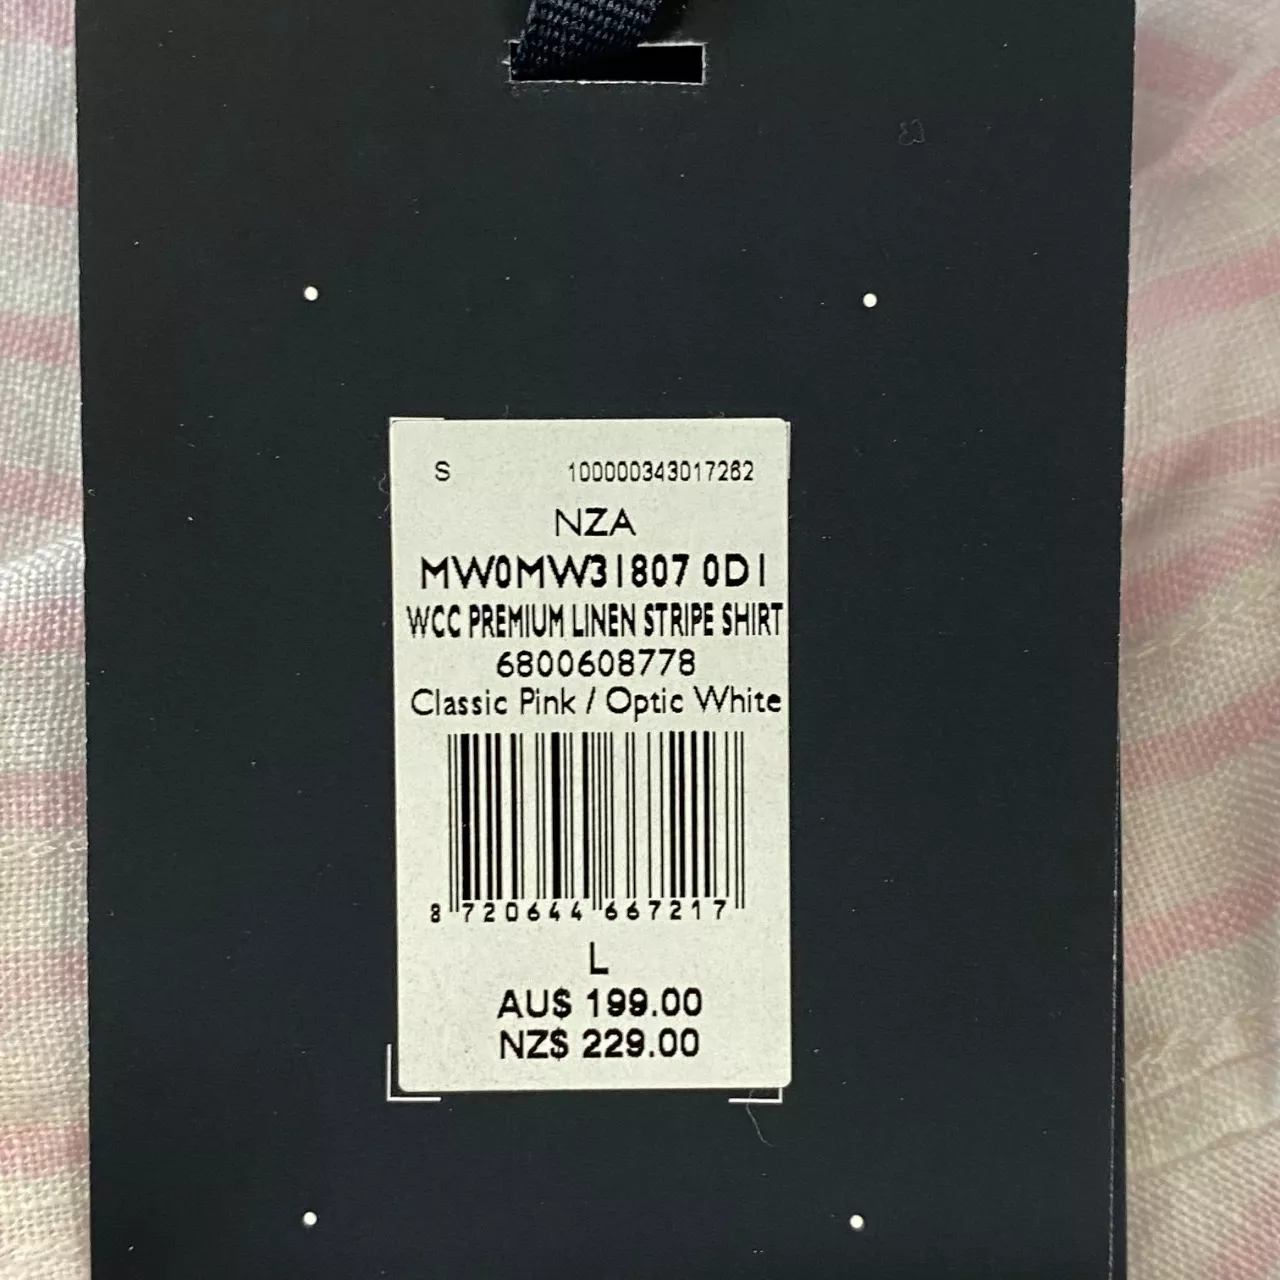 S 100000343017262
NZA
MW0MW31807 0D1
WCC PREMIUM LINEN STRIPE SHIRT
6800608778
Classic Pink / Optic White
8 720644 667217
L
AU$ 199.00
NZ$ 229.00